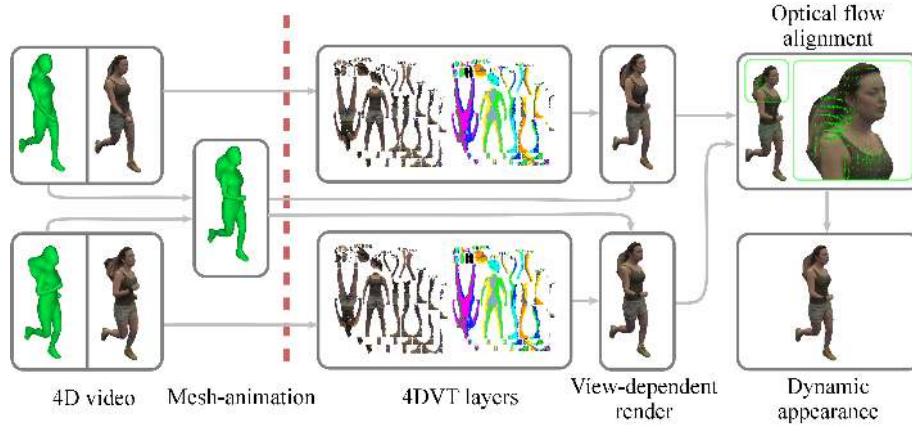 Optical flow
alignment
4D video
Mesh-animation
4DVT layers
View-dependent
render
Dynamic
appearance